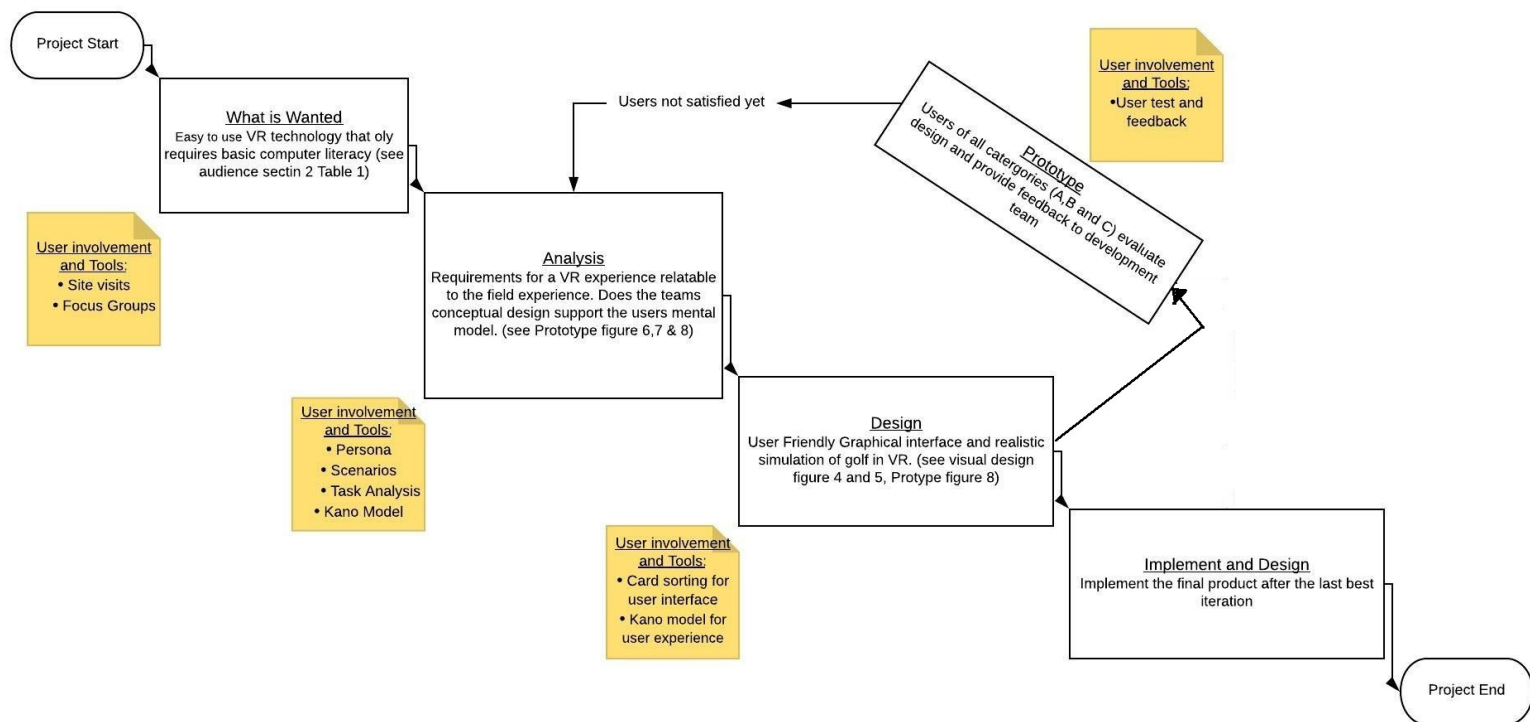 Project Start
What is Wanted
Easy to use VR technology that oly
requires basic computer literacy (see
audience sectin 2 Table 1)
User involvement
and Tools:
• Site visits
• Focus Groups
Analysis
Requirements for a VR experience relatable
to the field experience. Does the teams
conceptual design support the users mental
model. (see Prototype figure 6,7 & 8)
User involvement
and Tools:
• Persona
• Scenarios
• Task Analysis
• Kano Model
Users not satisfied yet
Prototype
Users of all catergories (A,B and C) evaluate
design and provide feedback to development
team
User involvement
and Tools:
•User test and
feedback
Design
User Friendly Graphical interface and realistic
simulation of golf in VR. (see visual design
figure 4 and 5, Protype figure 8)
User involvement
and Tools:
• Card sorting for
user interface
• Kano model for
user experience
Implement and Design
Implement the final product after the last best
iteration
Project End